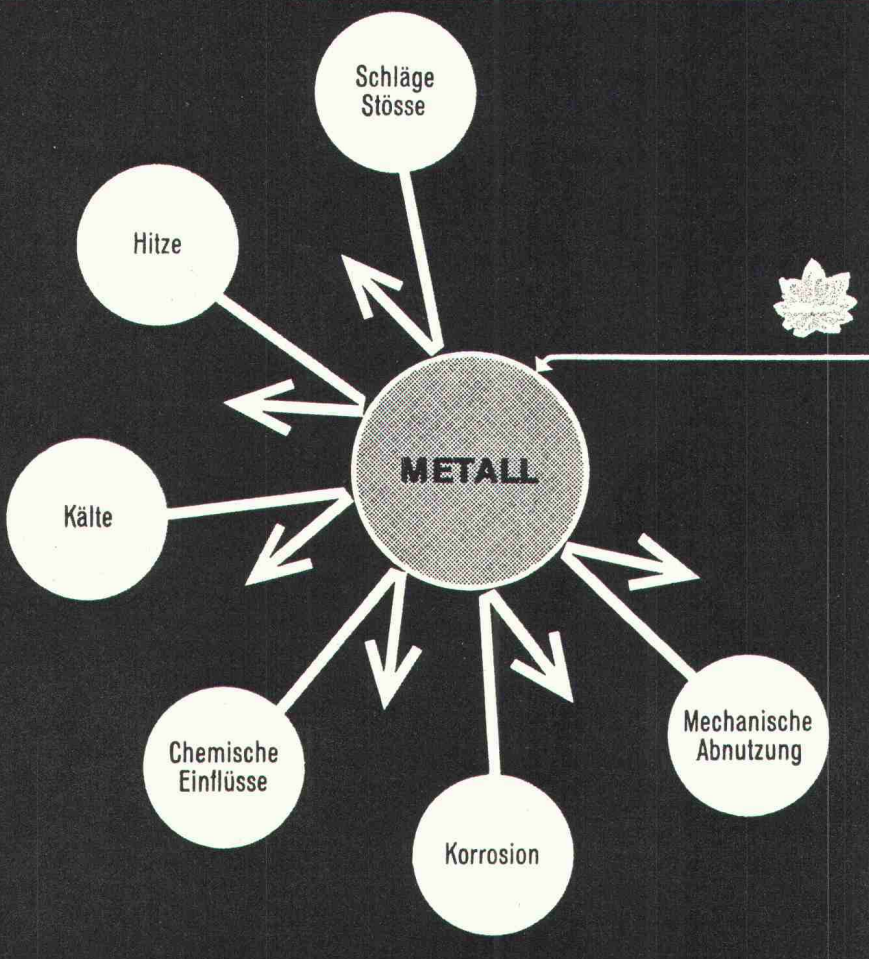 Schläge
Stösse
Hitze
METALL
Kälte
Chemische
Einflüsse
Mechanische
Abnutzung
Korrosion